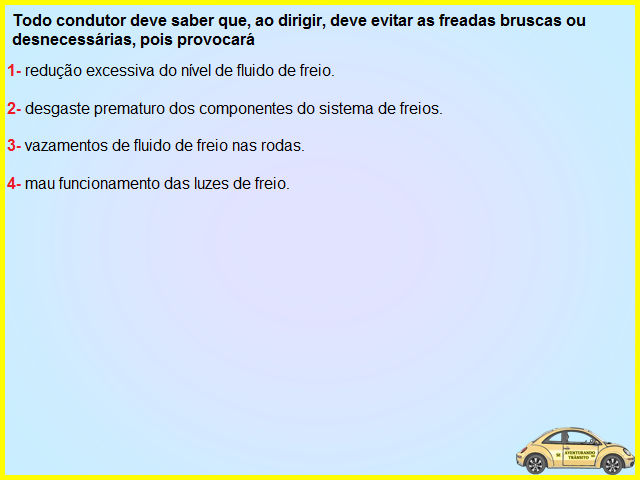 Todo condutor deve saber que, ao dirigir, deve evitar as freadas bruscas ou
desnecessárias, pois provocará
1- redução excessiva do nível de fluido de freio.
2- desgaste prematuro dos componentes do sistema de freios.
3- vazamentos de fluido de freio nas rodas.
4- mau funcionamento das luzes de freio.
AVENTURANDO
TRÂNSITO